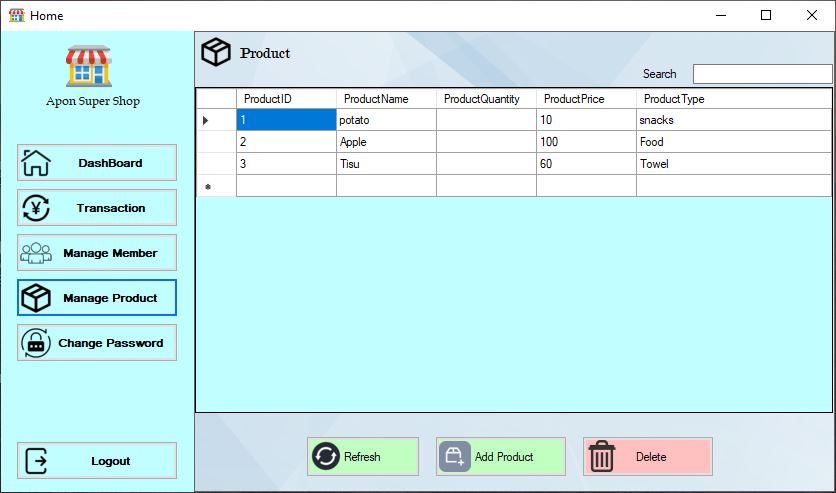 Home
Apon Super Shop
DashBoard
Transaction
Manage Member
Manage Product
Change Password
Logout
Product
Search
ProductID ProductName ProductQuantity ProductPrice ProductType
1 potato 10 snacks
2 Apple 100 Food
3 Tisu 60 Towel
Refresh
Add Product
Delete